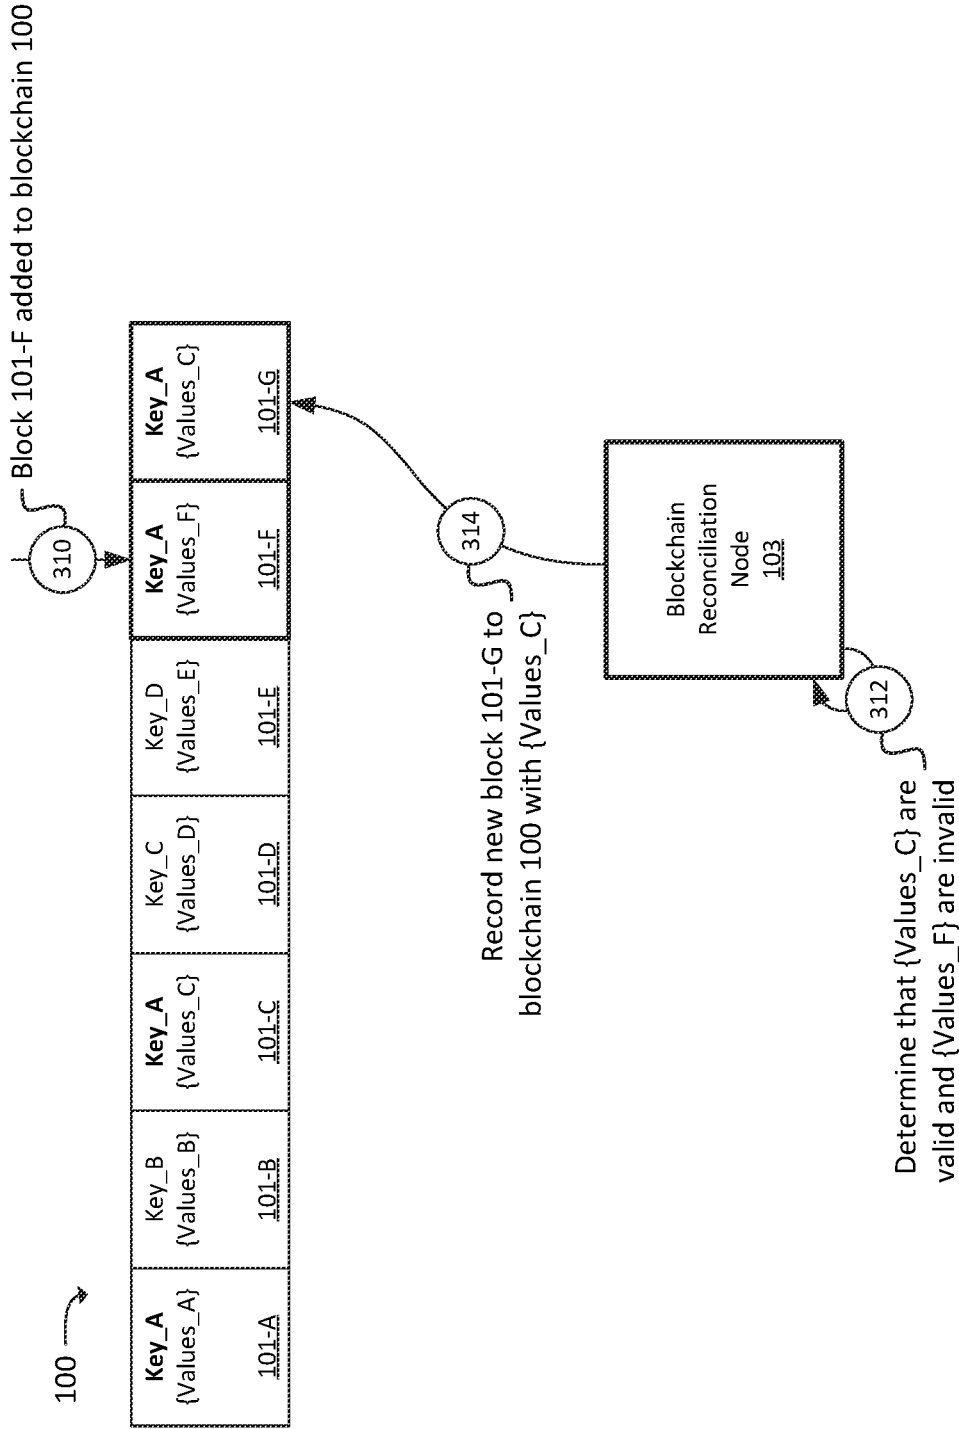 100
310
Block 101-F added to blockchain 100
Key_A
{Values_A}
101-A
Key_B
{Values_B}
101-B
Key_A
{Values_C}
101-C
Key_C
{Values_D}
101-D
Key_D
{Values_E}
101-E
Key_A
{Values_F}
101-F
Key_A
{Values_C}
101-G
314
Record new block 101-G to
blockchain 100 with {Values_C}
Blockchain
Reconciliation
Node
103
312
Determine that {Values_C} are
valid and {Values_F} are invalid